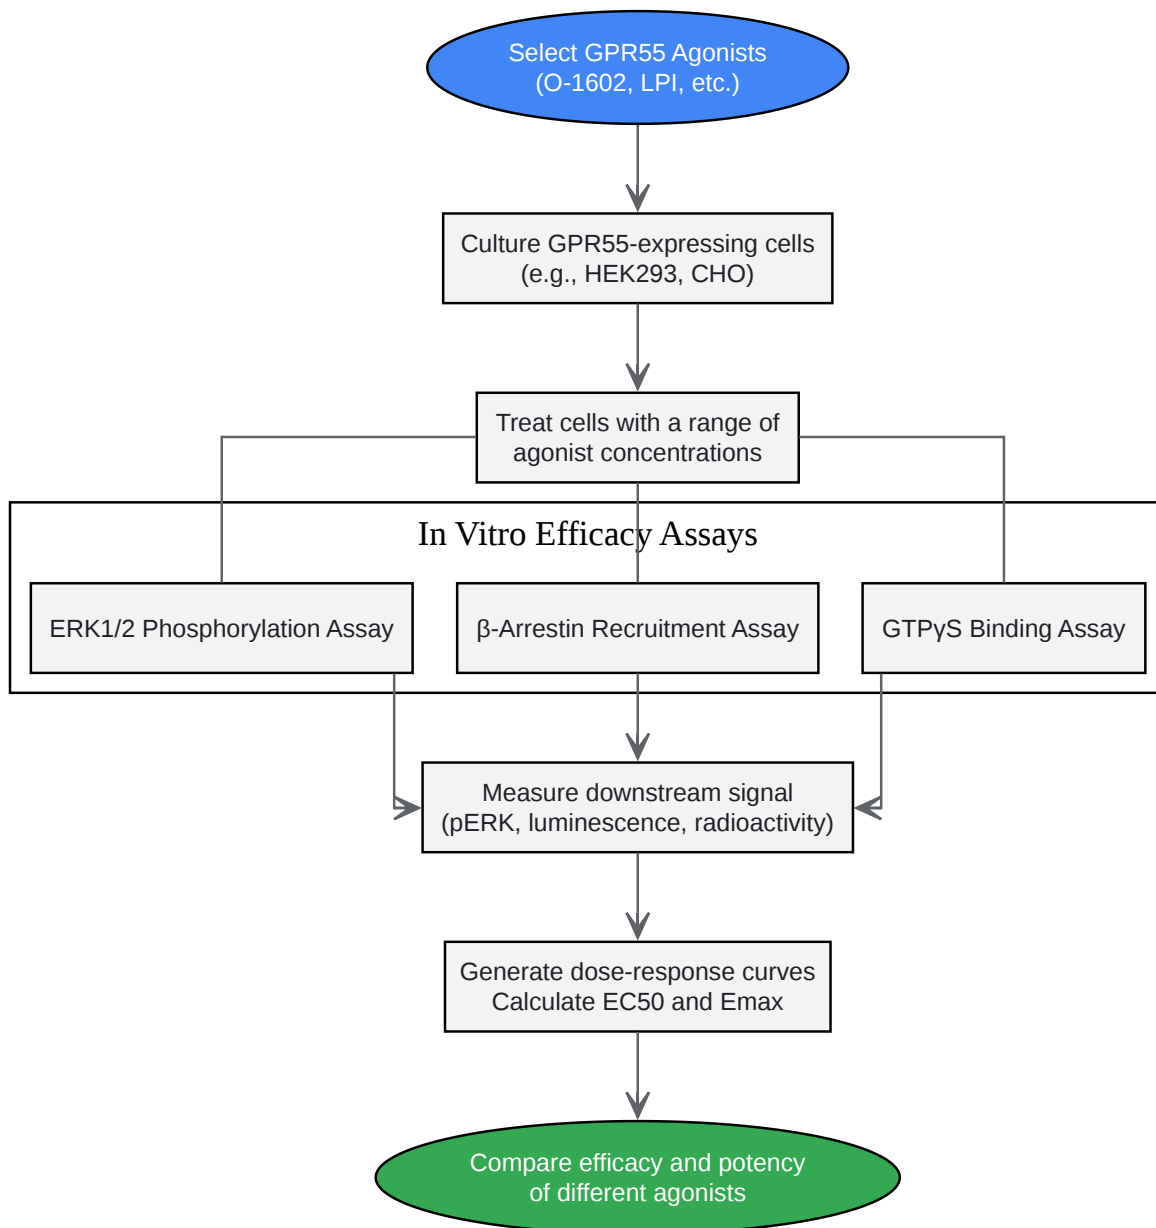 Select GPR55 Agonists
(O-1602, LPI, etc.)
Culture GPR55-expressing cells
(e.g., HEK293, CHO)
Treat cells with a range of
agonist concentrations
In Vitro Efficacy Assays
ERK1/2 Phosphorylation Assay
β-Arrestin Recruitment Assay
GTPγS Binding Assay
Measure downstream signal
(pERK, luminescence, radioactivity)
Generate dose-response curves
Calculate EC50 and Emax
Compare efficacy and potency
of different agonists